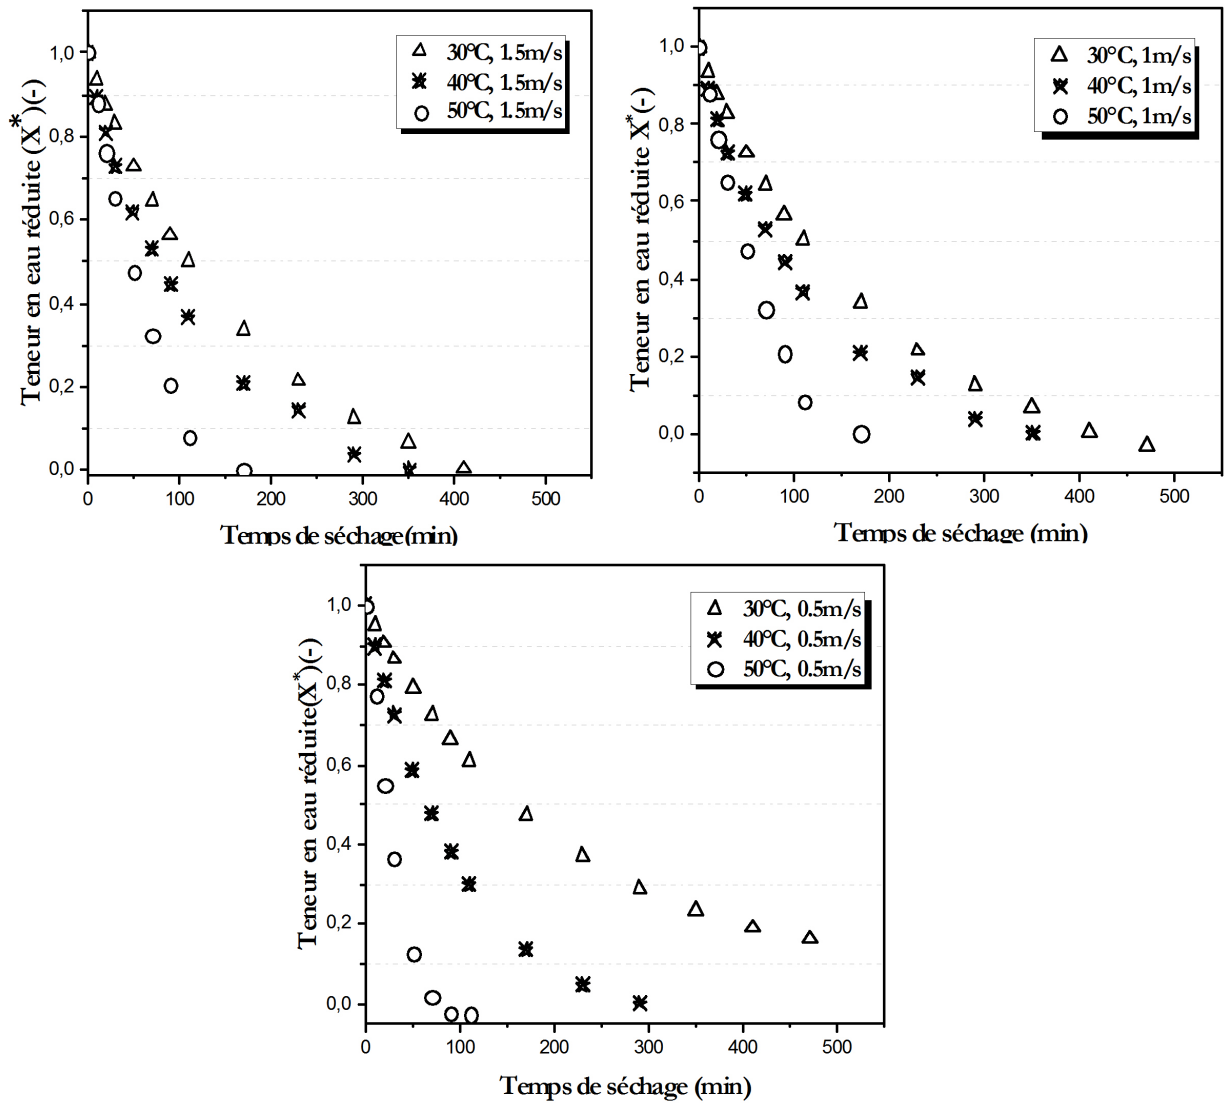 Teneur en eau réduite (X*)(-)
1,0
0,8
0,6
0,4
0,2
0,0
30°C, 1.5m/s
40°C, 1.5m/s
50°C, 1.5m/s
0 100 200 300 400 500
Temps de séchage(min)
Teneur en eau réduite X*(-)
1,0
0,8
0,6
0,4
0,2
0,0
30°C, 1m/s
40°C, 1m/s
50°C, 1m/s
0 100 200 300 400 500
Temps de séchage (min)
Teneur en eau réduite(X*)(-)
1,0
0,8
0,6
0,4
0,2
0,0
30°C, 0.5m/s
40°C, 0.5m/s
50°C, 0.5m/s
0 100 200 300 400 500
Temps de séchage (min)